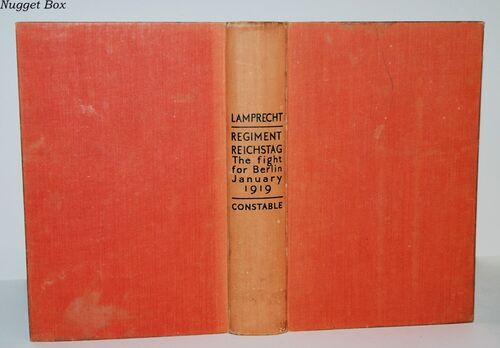 Nugget Box
LAMPRECHT
REGIMENT
REICHSTAG
The fight
for Berlin
January
1919
CONSTABLE